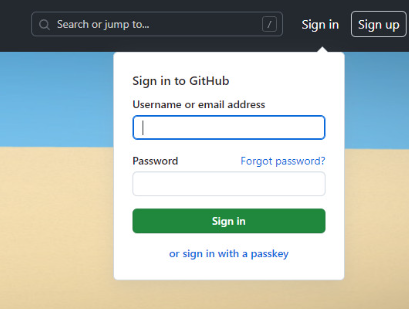 Search or jump to...
/
Sign in
Sign up
Sign in to GitHub
Username or email address
Password
Forgot password?
Sign in
or sign in with a passkey